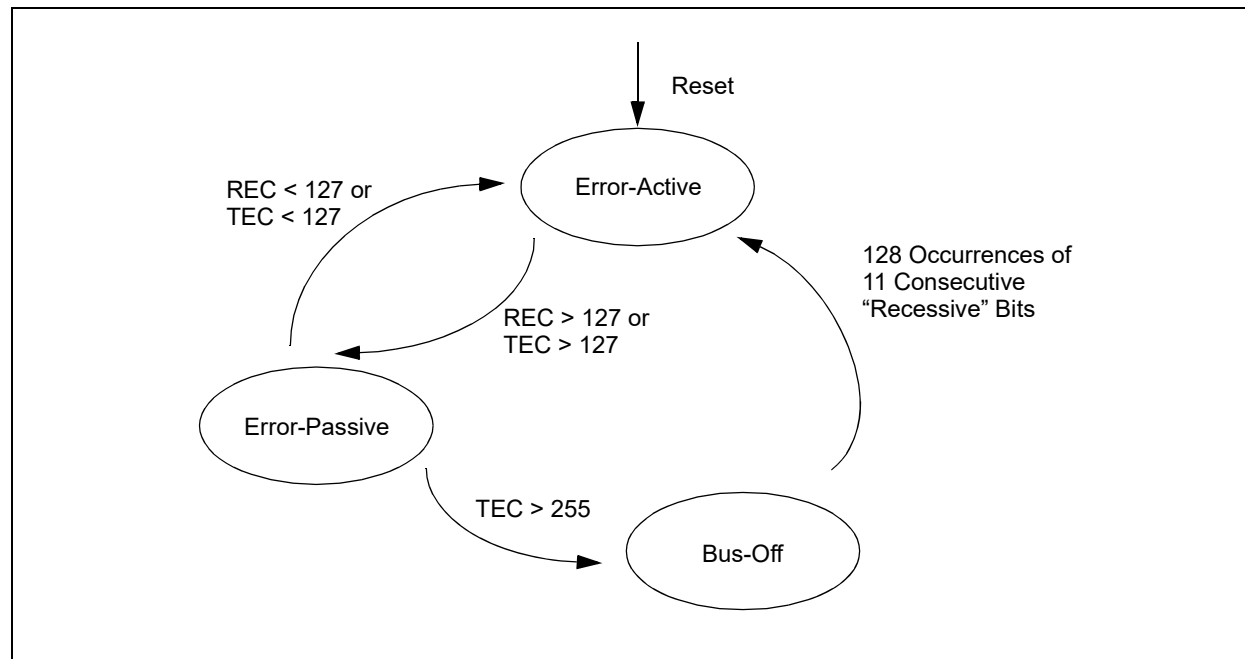 Reset
Error-Active
REC < 127 or
TEC < 127
128 Occurrences of
11 Consecutive
“Recessive” Bits
REC > 127 or
TEC > 127
Error-Passive
TEC > 255
Bus-Off